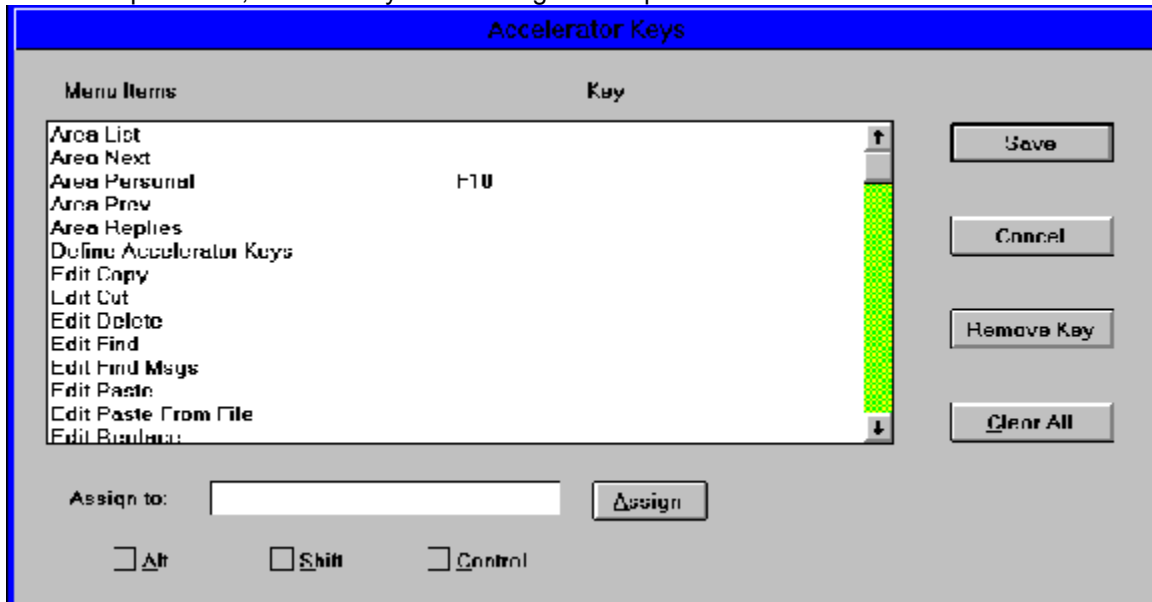 Accelerator Keys
Menu Items Key
Area List
Area Next
Area Personal F10
Area Prev
Area Replies
Define Accelerator Keys
Edit Copy
Edit Cut
Edit Delete
Edit Find
Edit Find Msgs
Edit Paste
Edit Paste From File
Edit Replace
Save
Cancel
Remove Key
Clear All
Assign to: Assign
Alt Shift Control